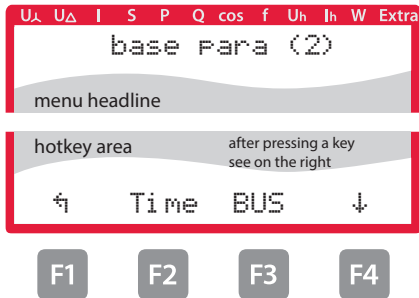 U⅄ U△ I S P Q cos f Uh Ih W Extra
base para (2)
menu headline
hotkey area
after pressing a key
see on the right
↰ Time BUS ↓
F1 F2 F3 F4